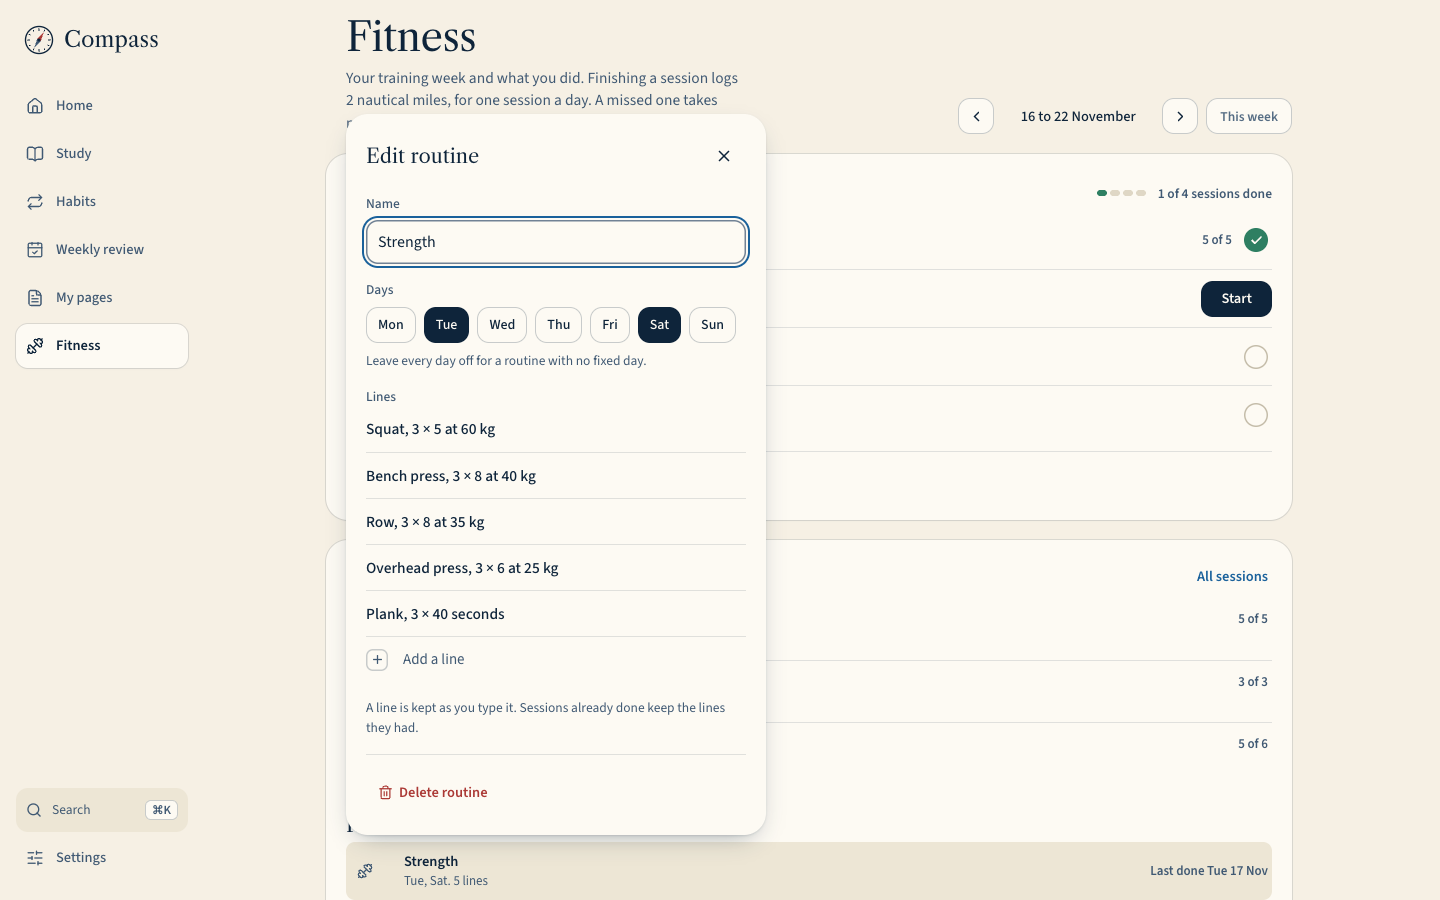 Compass
Home
Study
Habits
Weekly review
My pages
Fitness
Search
⌘K
Settings
Fitness
Your training week and what you did. Finishing a session logs
2 nautical miles, for one session a day. A missed one takes
16 to 22 November
This week
1 of 4 sessions done
5 of 5
Start
All sessions
5 of 5
3 of 3
5 of 6
Edit routine
Name
Strength
Days
Mon
Tue
Wed
Thu
Fri
Sat
Sun
Leave every day off for a routine with no fixed day.
Lines
Squat, 3 × 5 at 60 kg
Bench press, 3 × 8 at 40 kg
Row, 3 × 8 at 35 kg
Overhead press, 3 × 6 at 25 kg
Plank, 3 × 40 seconds
Add a line
A line is kept as you type it. Sessions already done keep the lines
they had.
Delete routine
Strength
Tue, Sat. 5 lines
Last done Tue 17 Nov